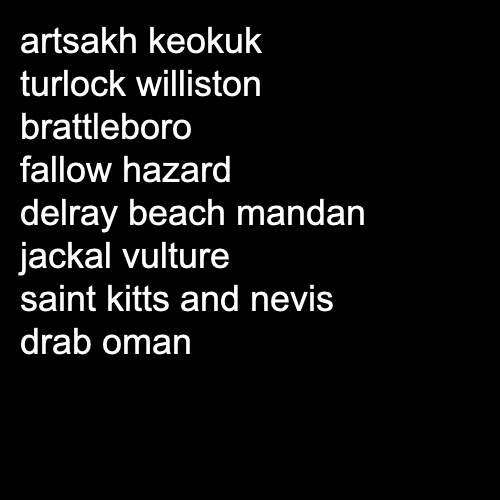 artsakh keokuk
turlock williston
brattleboro
fallow hazard
delray beach mandan
jackal vulture
saint kitts and nevis
drab oman